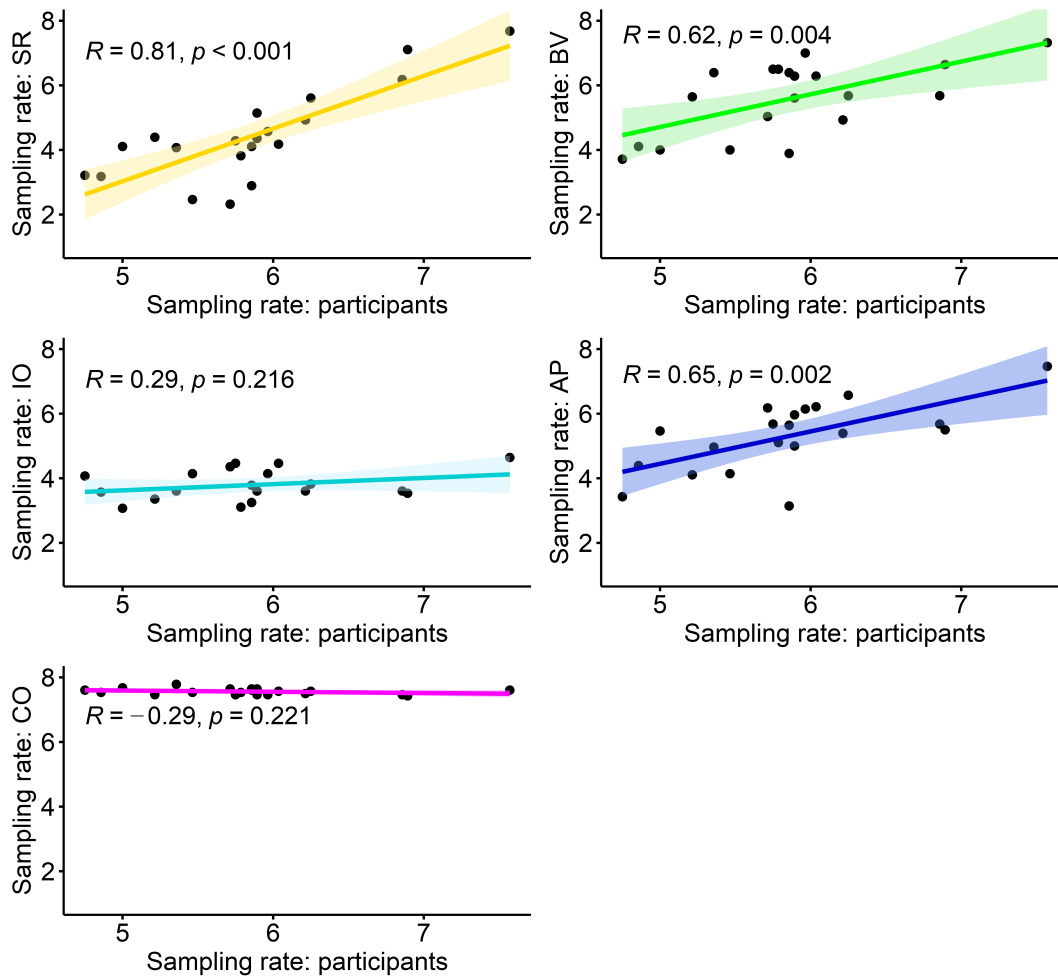 Sampling rate: SR
8
6
4
2
R = 0.81, p < 0.001
5 6 7
Sampling rate: participants
Sampling rate: BV
8
6
4
2
R = 0.62, p = 0.004
5 6 7
Sampling rate: participants
Sampling rate: IO
8
6
4
2
R = 0.29, p = 0.216
5 6 7
Sampling rate: participants
Sampling rate: AP
8
6
4
2
R = 0.65, p = 0.002
5 6 7
Sampling rate: participants
Sampling rate: CO
8
6
4
2
R = −0.29, p = 0.221
5 6 7
Sampling rate: participants